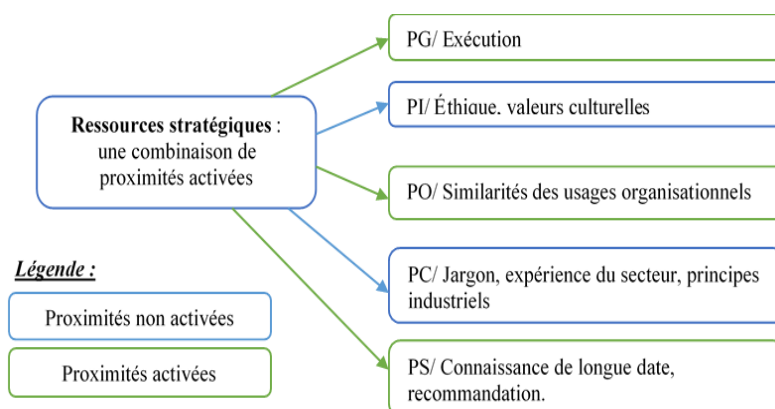 PG/ Exécution
PI/ Éthique, valeurs culturelles
Ressources stratégiques :
une combinaison de
proximités activées
PO/ Similarités des usages organisationnels
PC/ Jargon, expérience du secteur, principes
industriels
PS/ Connaissance de longue date,
recommandation.
Légende :
Proximités non activées
Proximités activées